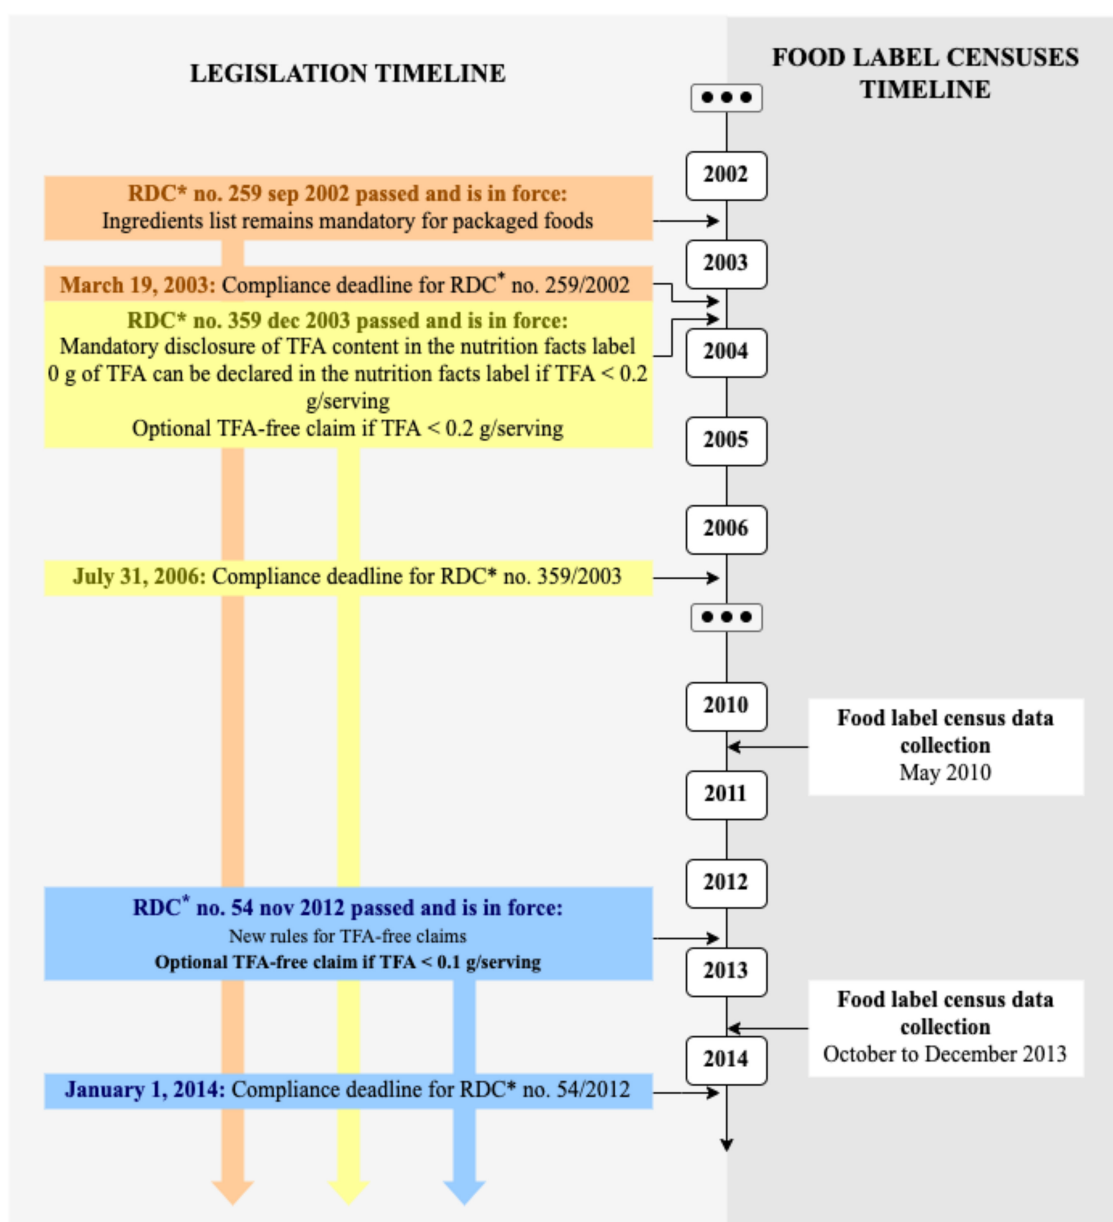 LEGISLATION TIMELINE
FOOD LABEL CENSUSES
TIMELINE
2002
RDC* no. 259 sep 2002 passed and is in force:
Ingredients list remains mandatory for packaged foods
2003
March 19, 2003: Compliance deadline for RDC* no. 259/2002
RDC* no. 359 dec 2003 passed and is in force:
Mandatory disclosure of TFA content in the nutrition facts label
0 g of TFA can be declared in the nutrition facts label if TFA < 0.2
g/serving
Optional TFA-free claim if TFA < 0.2 g/serving
2004
2005
2006
July 31, 2006: Compliance deadline for RDC* no. 359/2003
2010
Food label census data
collection
May 2010
2011
2012
RDC* no. 54 nov 2012 passed and is in force:
New rules for TFA-free claims
Optional TFA-free claim if TFA < 0.1 g/serving
2013
Food label census data
collection
October to December 2013
2014
January 1, 2014: Compliance deadline for RDC* no. 54/2012